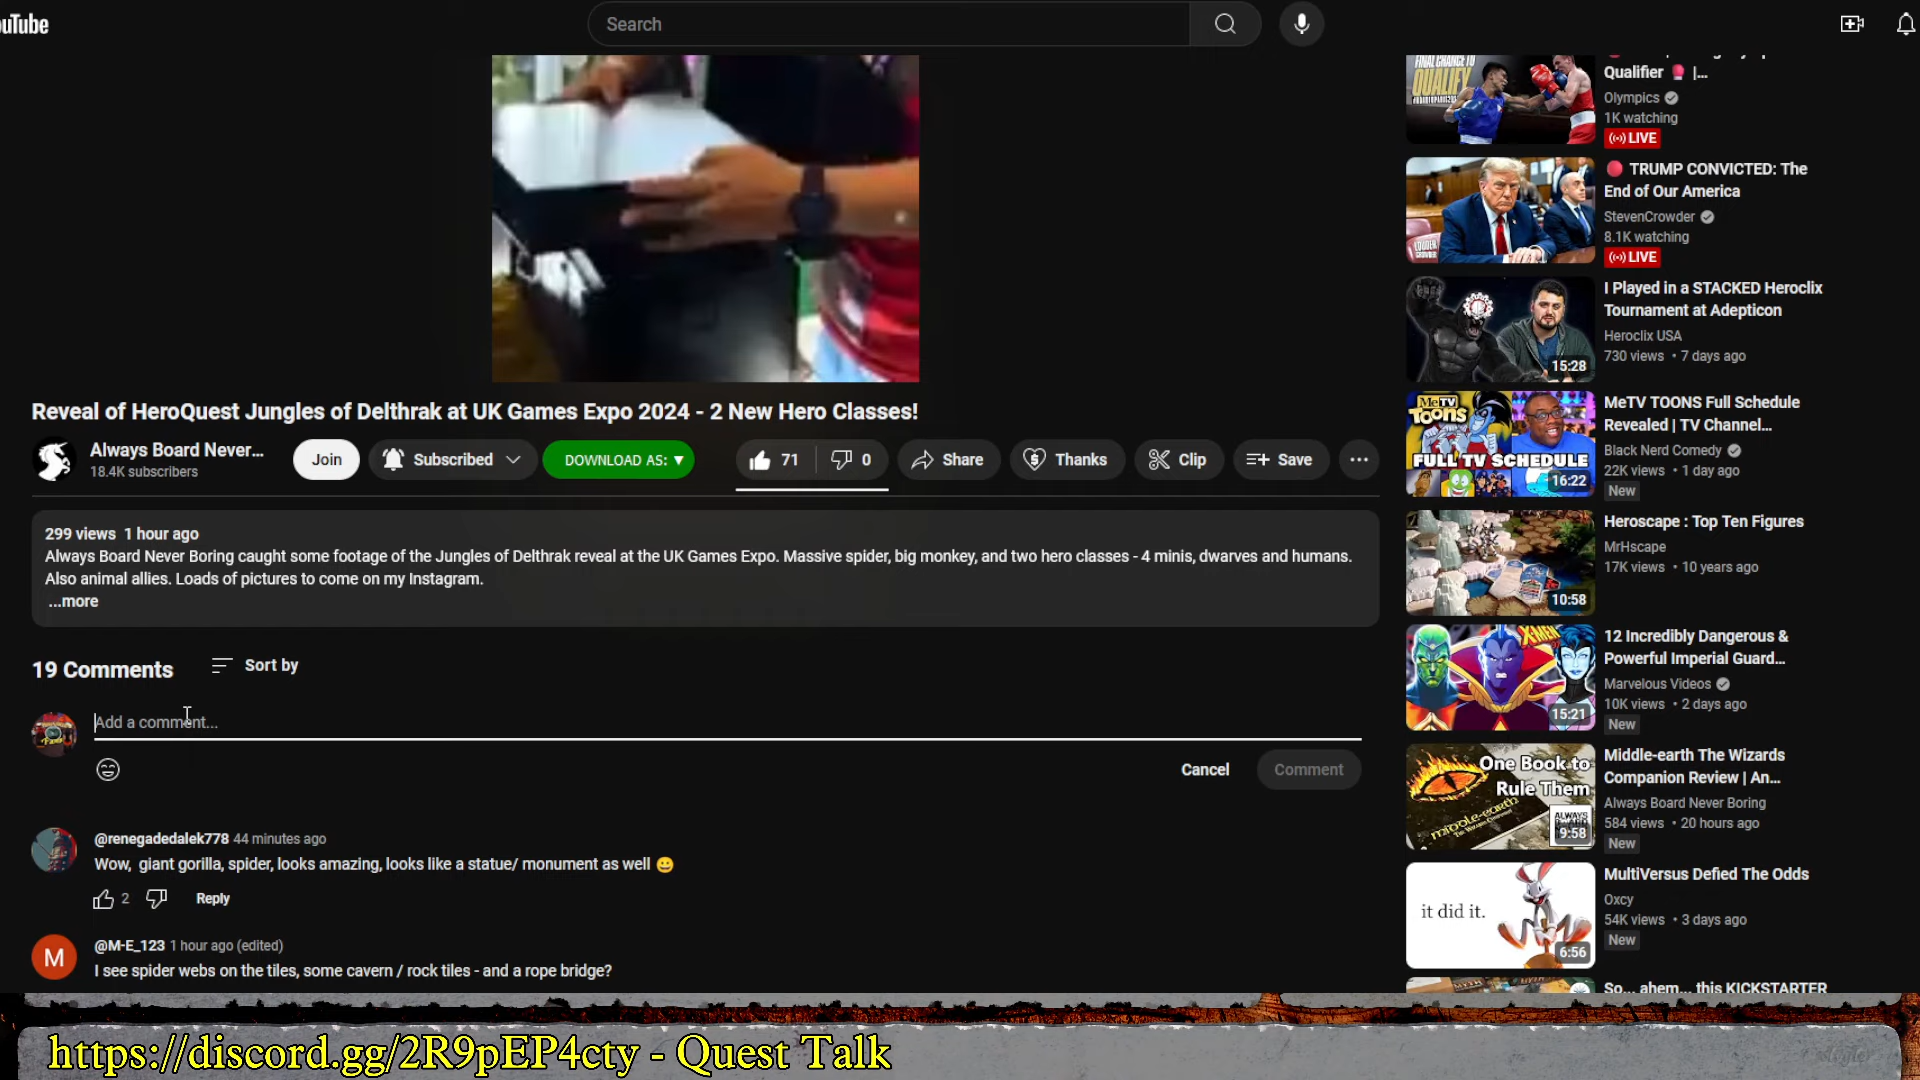 uTube
Search
Reveal of HeroQuest Jungles of Delthrak at UK Games Expo 2024 - 2 New Hero Classes!
Always Board Never...
18.4K subscribers
Join
Subscribed
DOWNLOAD AS: ▼
71
0
Share
Thanks
Clip
Save
299 views 1 hour ago
Always Board Never Boring caught some footage of the Jungles of Delthrak reveal at the UK Games Expo. Massive spider, big monkey, and two hero classes - 4 minis, dwarves and humans.
Also animal allies. Loads of pictures to come on my Instagram.
...more
19 Comments
Sort by
Add a comment...
Cancel
Comment
@renegadedalek778 44 minutes ago
Wow, giant gorilla, spider, looks amazing, looks like a statue/ monument as well 😀
2
Reply
M
@M-E_123 1 hour ago (edited)
I see spider webs on the tiles, some cavern / rock tiles - and a rope bridge?
FINAL CHANCE TO
QUALIFY
Qualifier 🥊 |...
Olympics
1K watching
LIVE
LOUDER
CROWDER
🔴 TRUMP CONVICTED: The
End of Our America
StevenCrowder
8.1K watching
LIVE
15:28
I Played in a STACKED Heroclix
Tournament at Adepticon
Heroclix USA
730 views • 7 days ago
MeTV
Toons
FULL TV SCHEDULE
16:22
MeTV TOONS Full Schedule
Revealed | TV Channel...
Black Nerd Comedy
22K views • 1 day ago
New
10:58
Heroscape : Top Ten Figures
MrHscape
17K views • 10 years ago
X-MEN
15:21
12 Incredibly Dangerous &
Powerful Imperial Guard...
Marvelous Videos
10K views • 2 days ago
New
One Book to
Rule Them
MIDDLE-EARTH
ALWAYS
9:58
Middle-earth The Wizards
Companion Review | An...
Always Board Never Boring
584 views • 20 hours ago
New
it did it.
6:56
MultiVersus Defied The Odds
Oxcy
54K views • 3 days ago
New
So... ahem... this KICKSTARTER
https://discord.gg/2R9pEP4cty - Quest Talk